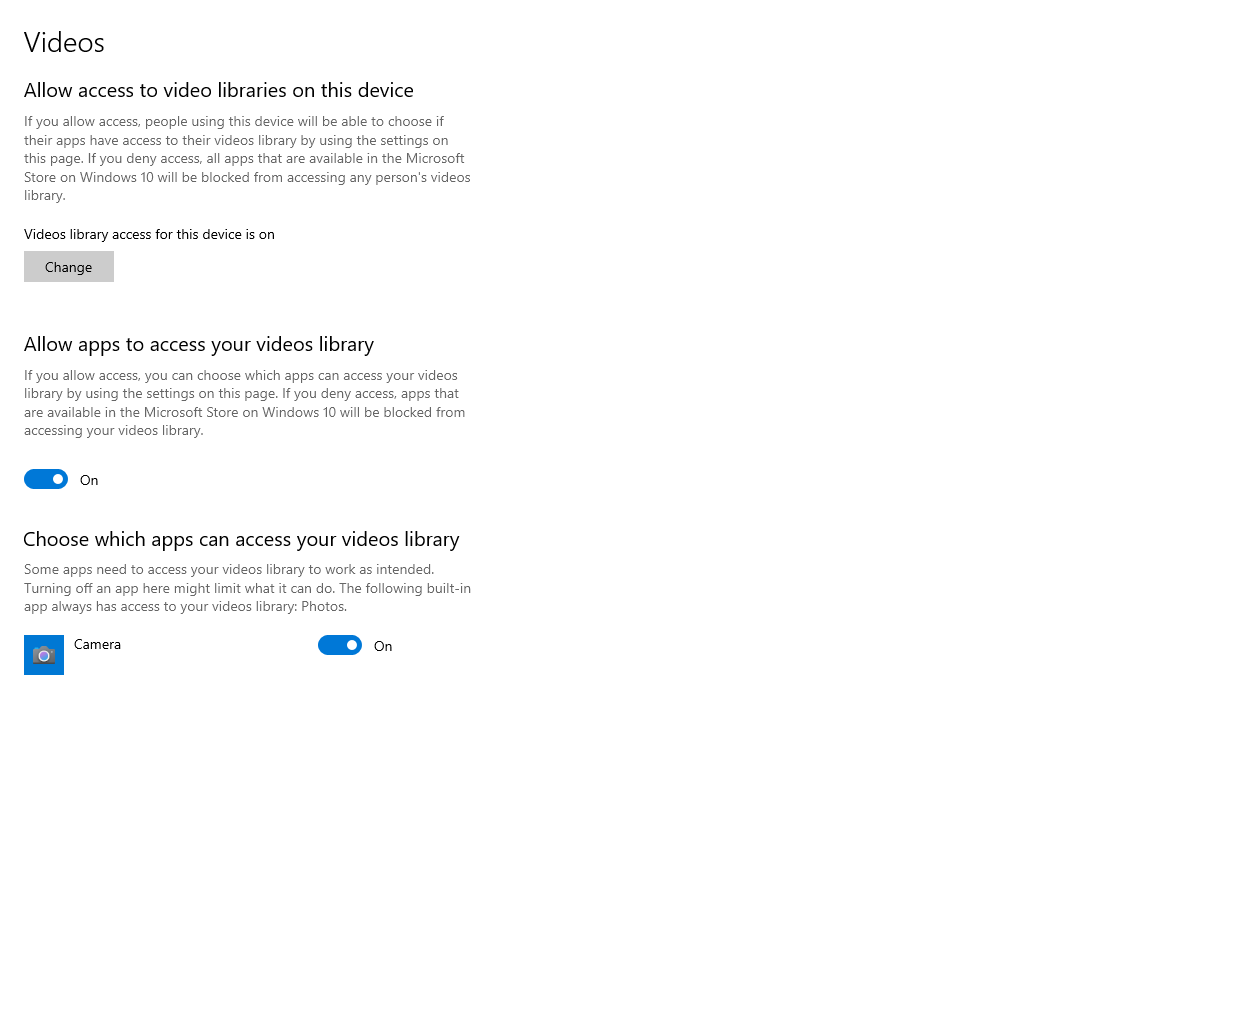 Videos
Allow access to video libraries on this device
If you allow access, people using this device will be able to choose if
their apps have access to their videos library by using the settings on
this page. If you deny access, all apps that are available in the Microsoft
Store on Windows 10 will be blocked from accessing any person's videos
library.
Videos library access for this device is on
Change
Allow apps to access your videos library
If you allow access, you can choose which apps can access your videos
library by using the settings on this page. If you deny access, apps that
are available in the Microsoft Store on Windows 10 will be blocked from
accessing your videos library.
On
Choose which apps can access your videos library
Some apps need to access your videos library to work as intended.
Turning off an app here might limit what it can do. The following built-in
app always has access to your videos library: Photos.
Camera On